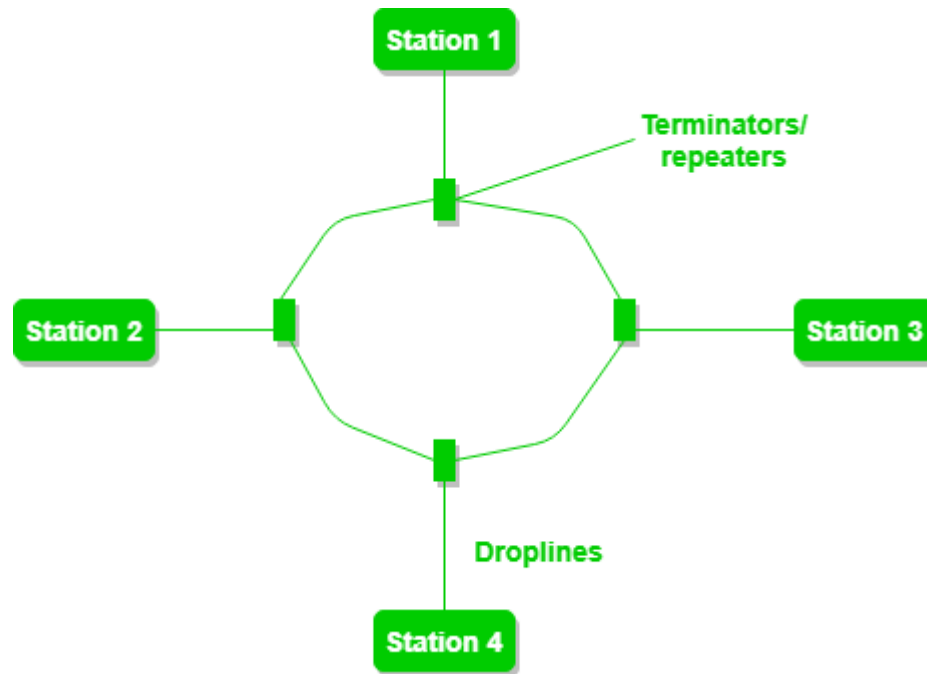 Station 1
Terminators/
repeaters
Station 2
Station 3
Droplines
Station 4